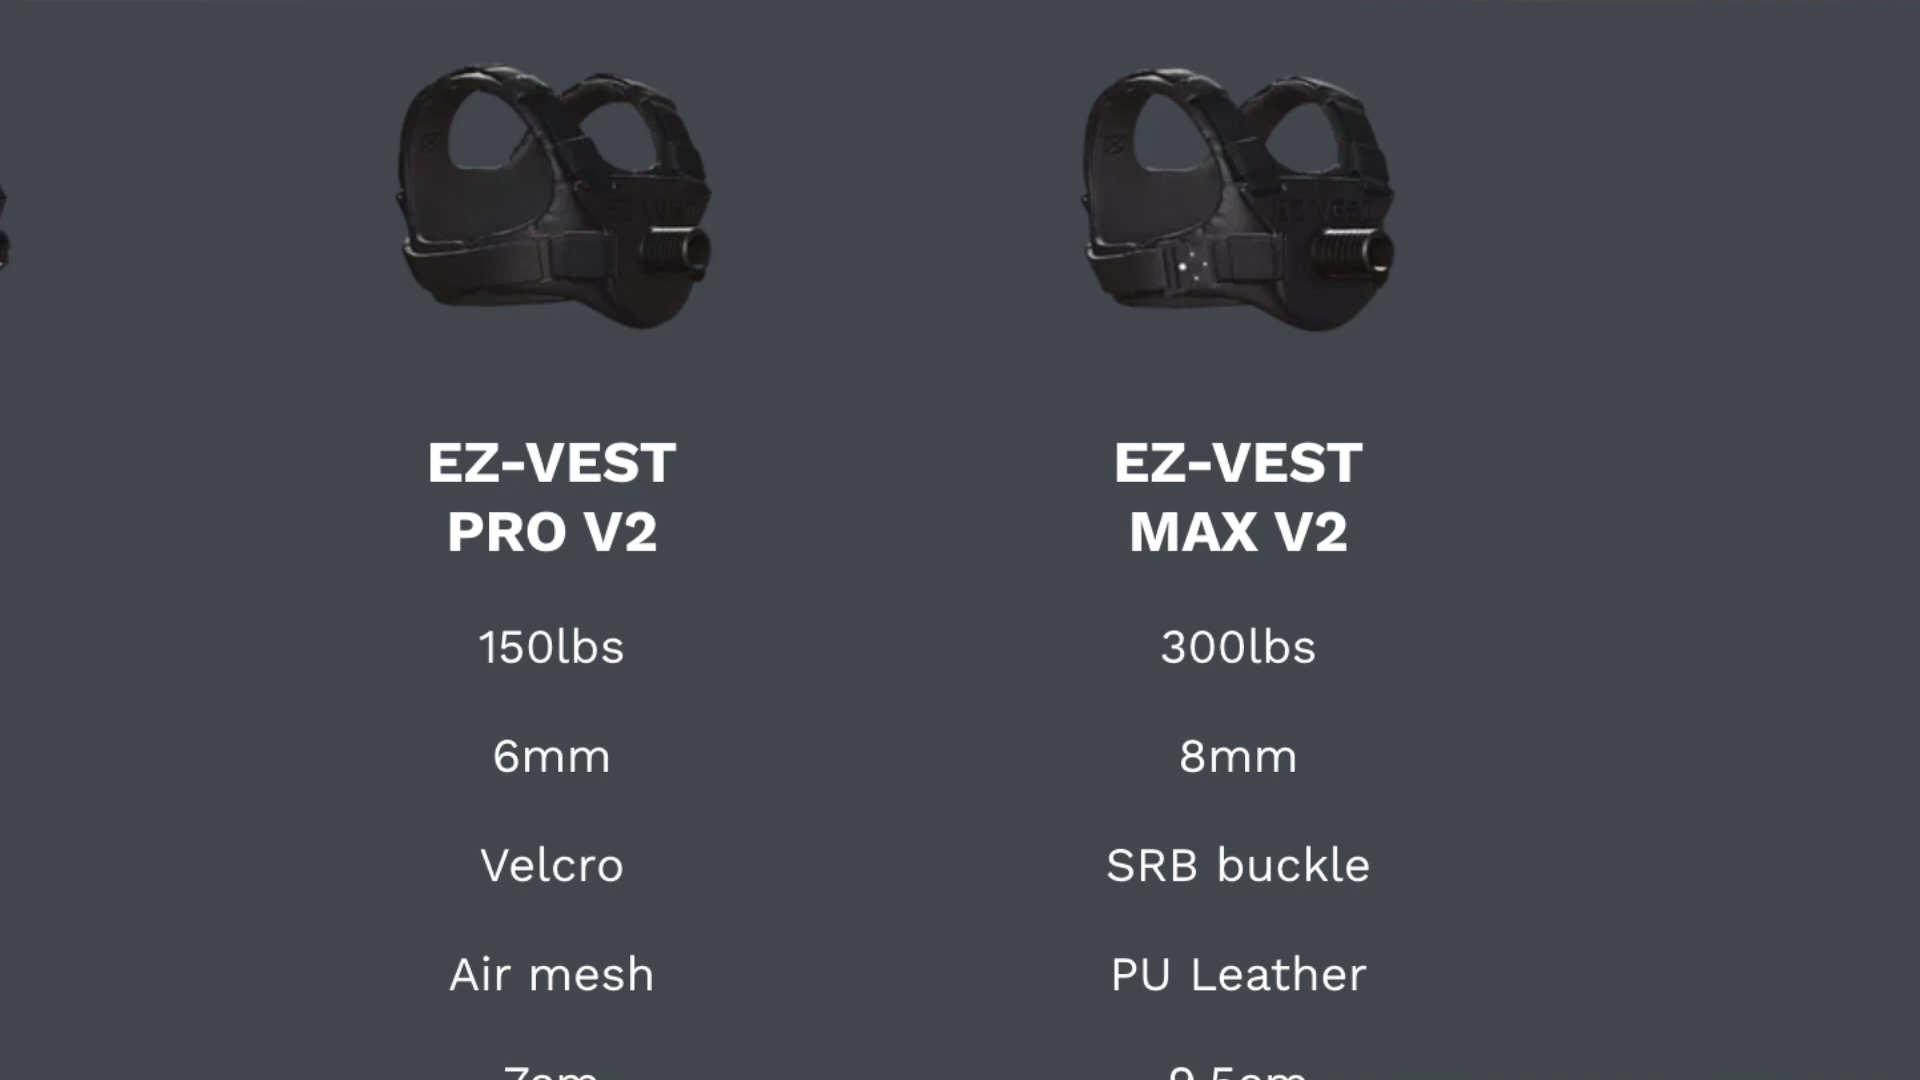 EZ-VEST
PRO V2
150lbs
6mm
Velcro
Air mesh
EZ-VEST
MAX V2
300lbs
8mm
SRB buckle
PU Leather